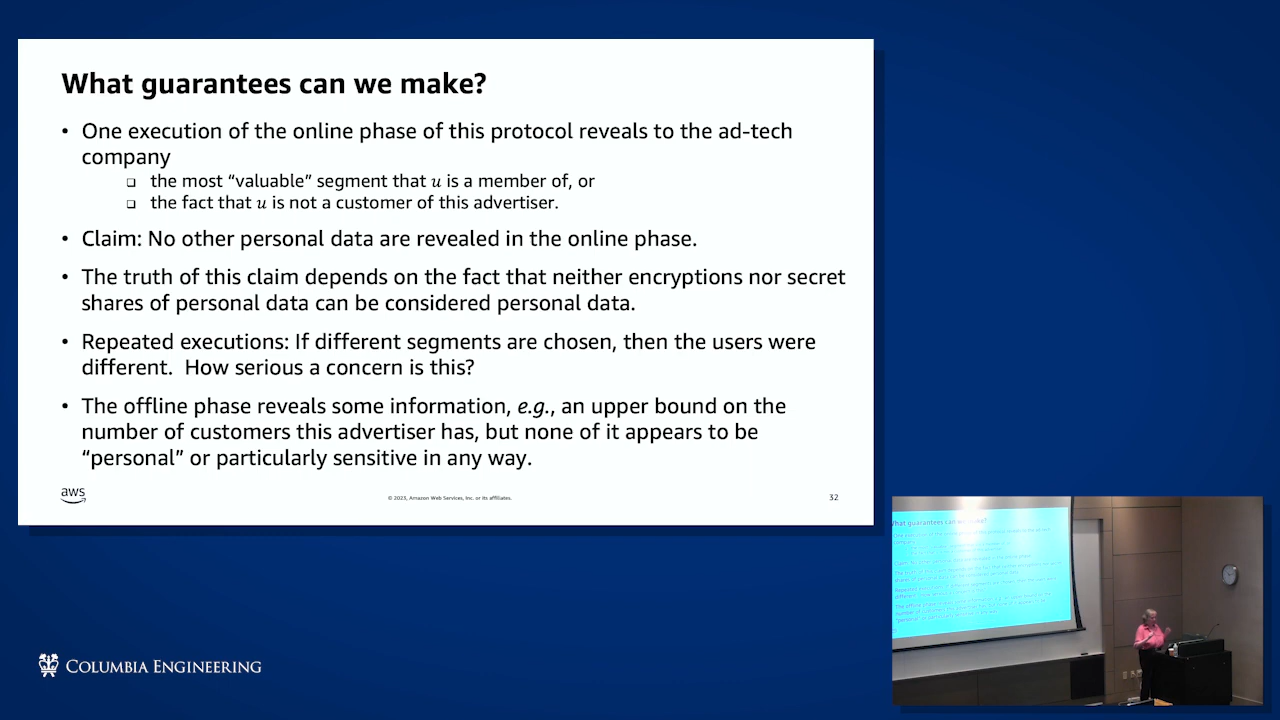 What guarantees can we make?
• One execution of the online phase of this protocol reveals to the ad-tech
company
❑ the most “valuable” segment that u is a member of, or
❑ the fact that u is not a customer of this advertiser.
• Claim: No other personal data are revealed in the online phase.
• The truth of this claim depends on the fact that neither encryptions nor secret
shares of personal data can be considered personal data.
• Repeated executions: If different segments are chosen, then the users were
different. How serious a concern is this?
• The offline phase reveals some information, e.g., an upper bound on the
number of customers this advertiser has, but none of it appears to be
“personal” or particularly sensitive in any way.
aws
© 2023, Amazon Web Services, Inc. or its affiliates.
32
What guarantees can we make?
COLUMBIA ENGINEERING